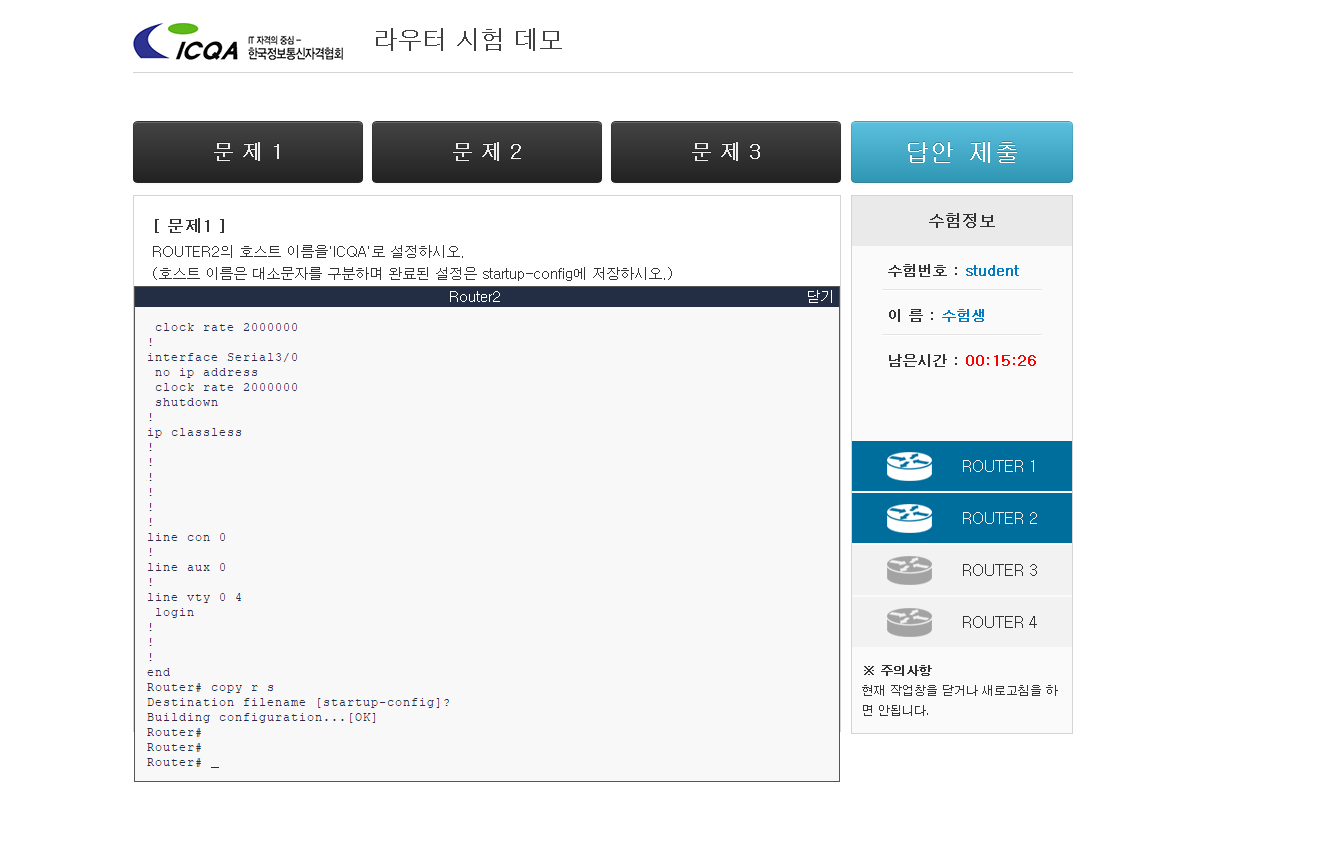 ICQA IT 자격의 중심-
한국정보통신자격협회
라우터 시험 데모
문 제 1
문 제 2
문 제 3
답안 제출
[ 문제1 ]
ROUTER2의 호스트 이름을'ICQA'로 설정하시오.
(호스트 이름은 대소문자를 구분하며 완료된 설정은 startup-config에 저장하시오.)
Router2
닫기
clock rate 2000000
!
interface Serial3/0
no ip address
clock rate 2000000
shutdown
!
ip classless
!
!
!
!
!
!
line con 0
!
line aux 0
!
line vty 0 4
login
!
!
!
end
Router# copy r s
Destination filename [startup-config]?
Building configuration...[OK]
Router#
Router#
Router# _
수험정보
수험번호 : student
이 름 : 수험생
남은시간 : 00:15:26
ROUTER 1
ROUTER 2
ROUTER 3
ROUTER 4
※ 주의사항
현재 작업창을 닫거나 새로고침을 하
면 안됩니다.